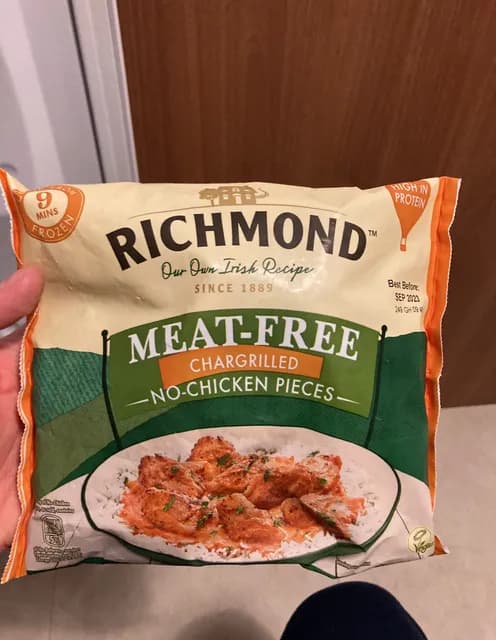 9
MINS
FROZEN
HIGH IN
PROTEIN
RICHMOND™
Our Own Irish Recipe
SINCE 1889
Best Before:
SEP 2023
MEAT-FREE
CHARGRILLED
NO-CHICKEN PIECES